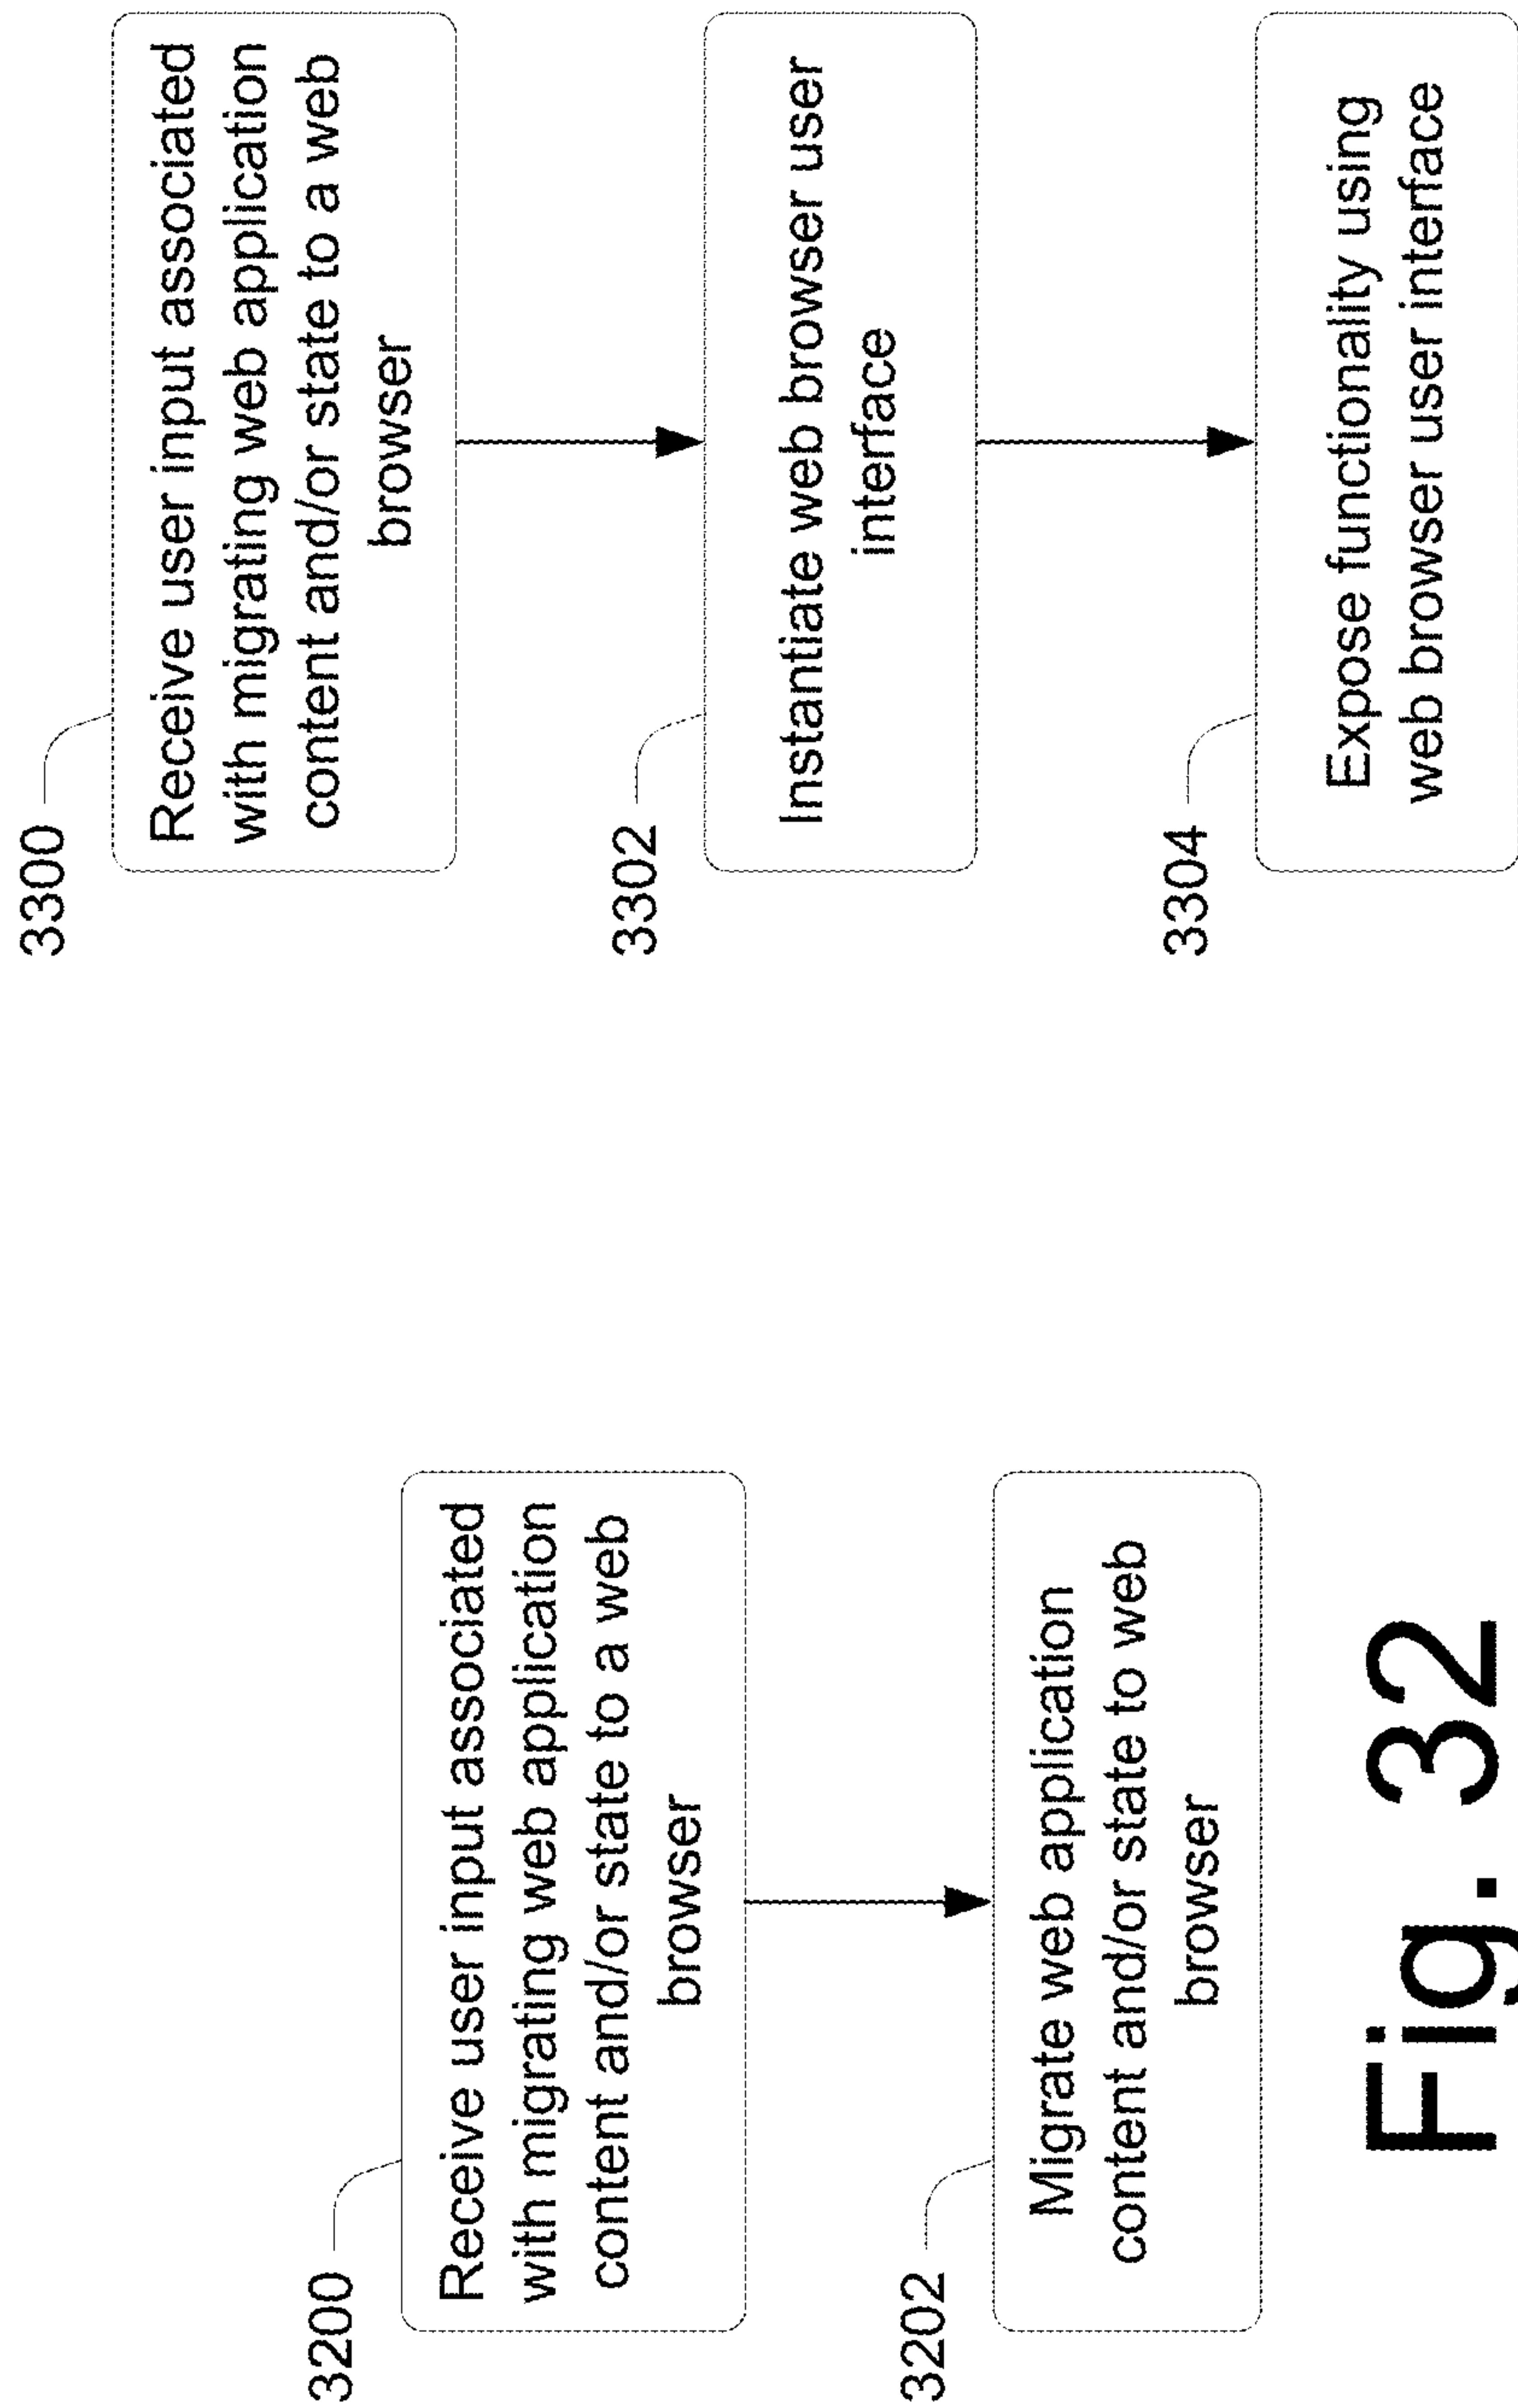 3200
Receive user input associated
with migrating web application
content and/or state to a web
browser
3202
Migrate web application
content and/or state to web
browser
Fig. 32
3300
Receive user input associated
with migrating web application
content and/or state to a web
browser
3302
Instantiate web browser user
interface
3304
Expose functionality using
web browser user interface